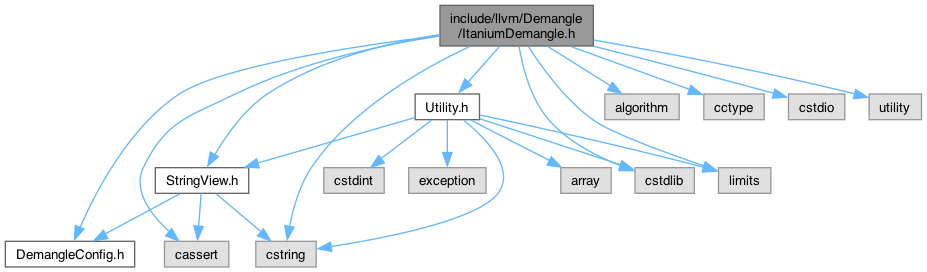 include/llvm/Demangle
/ItaniumDemangle.h
Utility.h
algorithm
cctype
cstdio
utility
StringView.h
cstdint
exception
array
cstdlib
limits
DemangleConfig.h
cassert
cstring